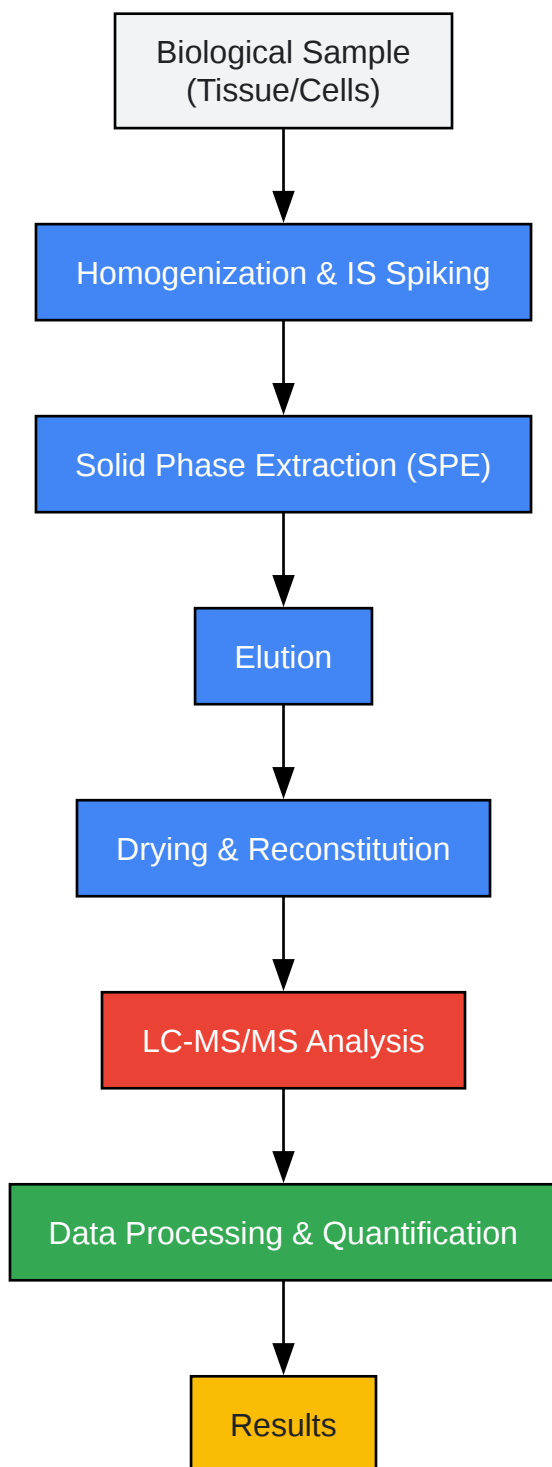 Biological Sample
(Tissue/Cells)
Homogenization & IS Spiking
Solid Phase Extraction (SPE)
Elution
Drying & Reconstitution
LC-MS/MS Analysis
Data Processing & Quantification
Results